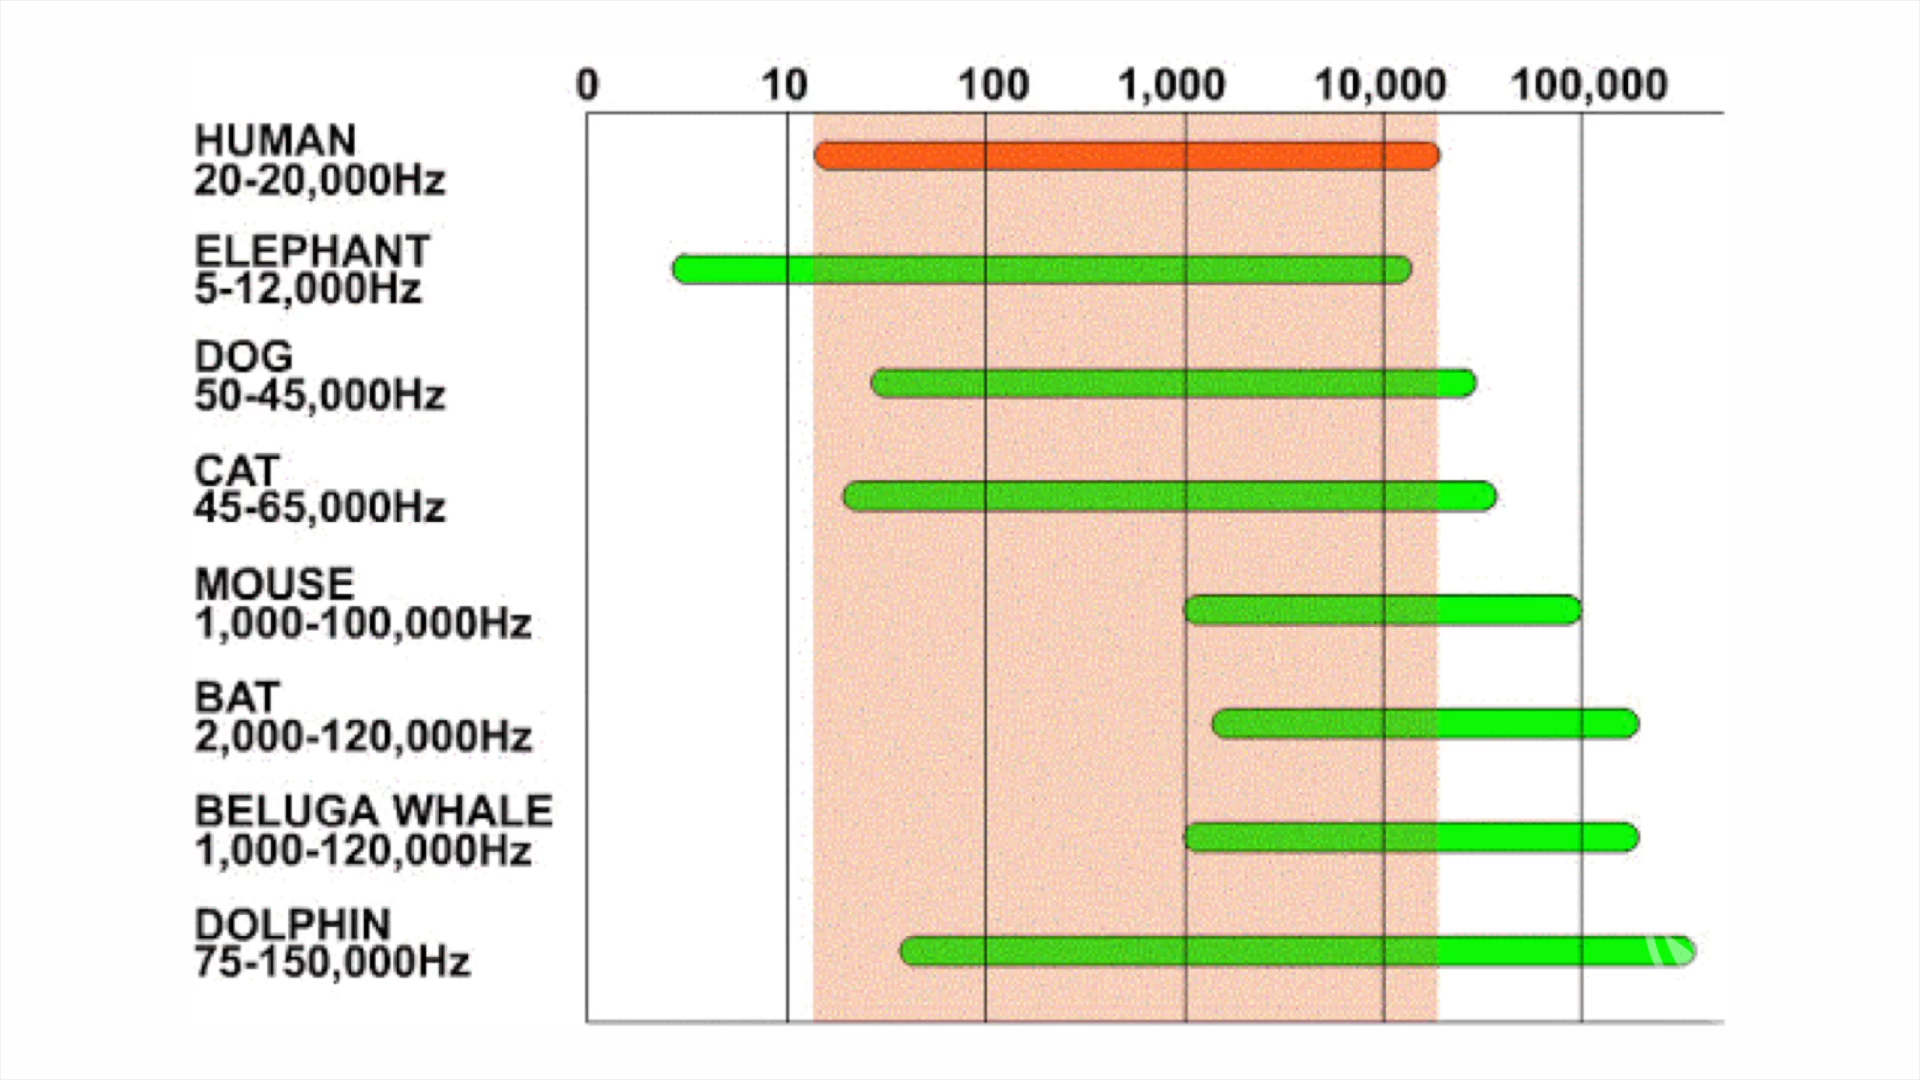 0 10 100 1,000 10,000 100,000
HUMAN
20-20,000Hz
ELEPHANT
5-12,000Hz
DOG
50-45,000Hz
CAT
45-65,000Hz
MOUSE
1,000-100,000Hz
BAT
2,000-120,000Hz
BELUGA WHALE
1,000-120,000Hz
DOLPHIN
75-150,000Hz